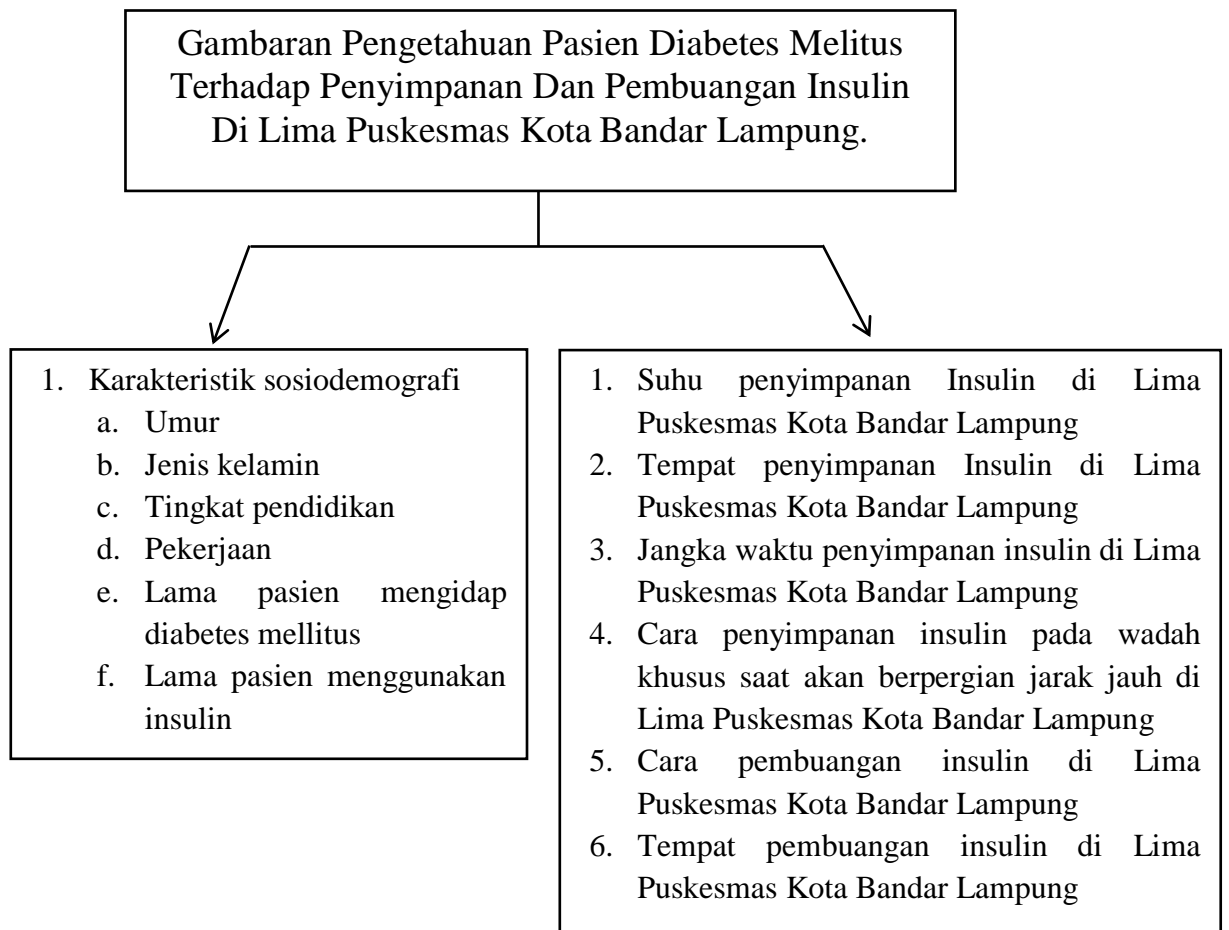 Gambaran Pengetahuan Pasien Diabetes Melitus
Terhadap Penyimpanan Dan Pembuangan Insulin
Di Lima Puskesmas Kota Bandar Lampung.
1. Karakteristik sosiodemografi
a. Umur
b. Jenis kelamin
c. Tingkat pendidikan
d. Pekerjaan
e. Lama pasien mengidap
diabetes mellitus
f. Lama pasien menggunakan
insulin
1. Suhu penyimpanan Insulin di Lima
Puskesmas Kota Bandar Lampung
2. Tempat penyimpanan Insulin di Lima
Puskesmas Kota Bandar Lampung
3. Jangka waktu penyimpanan insulin di Lima
Puskesmas Kota Bandar Lampung
4. Cara penyimpanan insulin pada wadah
khusus saat akan berpergian jarak jauh di
Lima Puskesmas Kota Bandar Lampung
5. Cara pembuangan insulin di Lima
Puskesmas Kota Bandar Lampung
6. Tempat pembuangan insulin di Lima
Puskesmas Kota Bandar Lampung